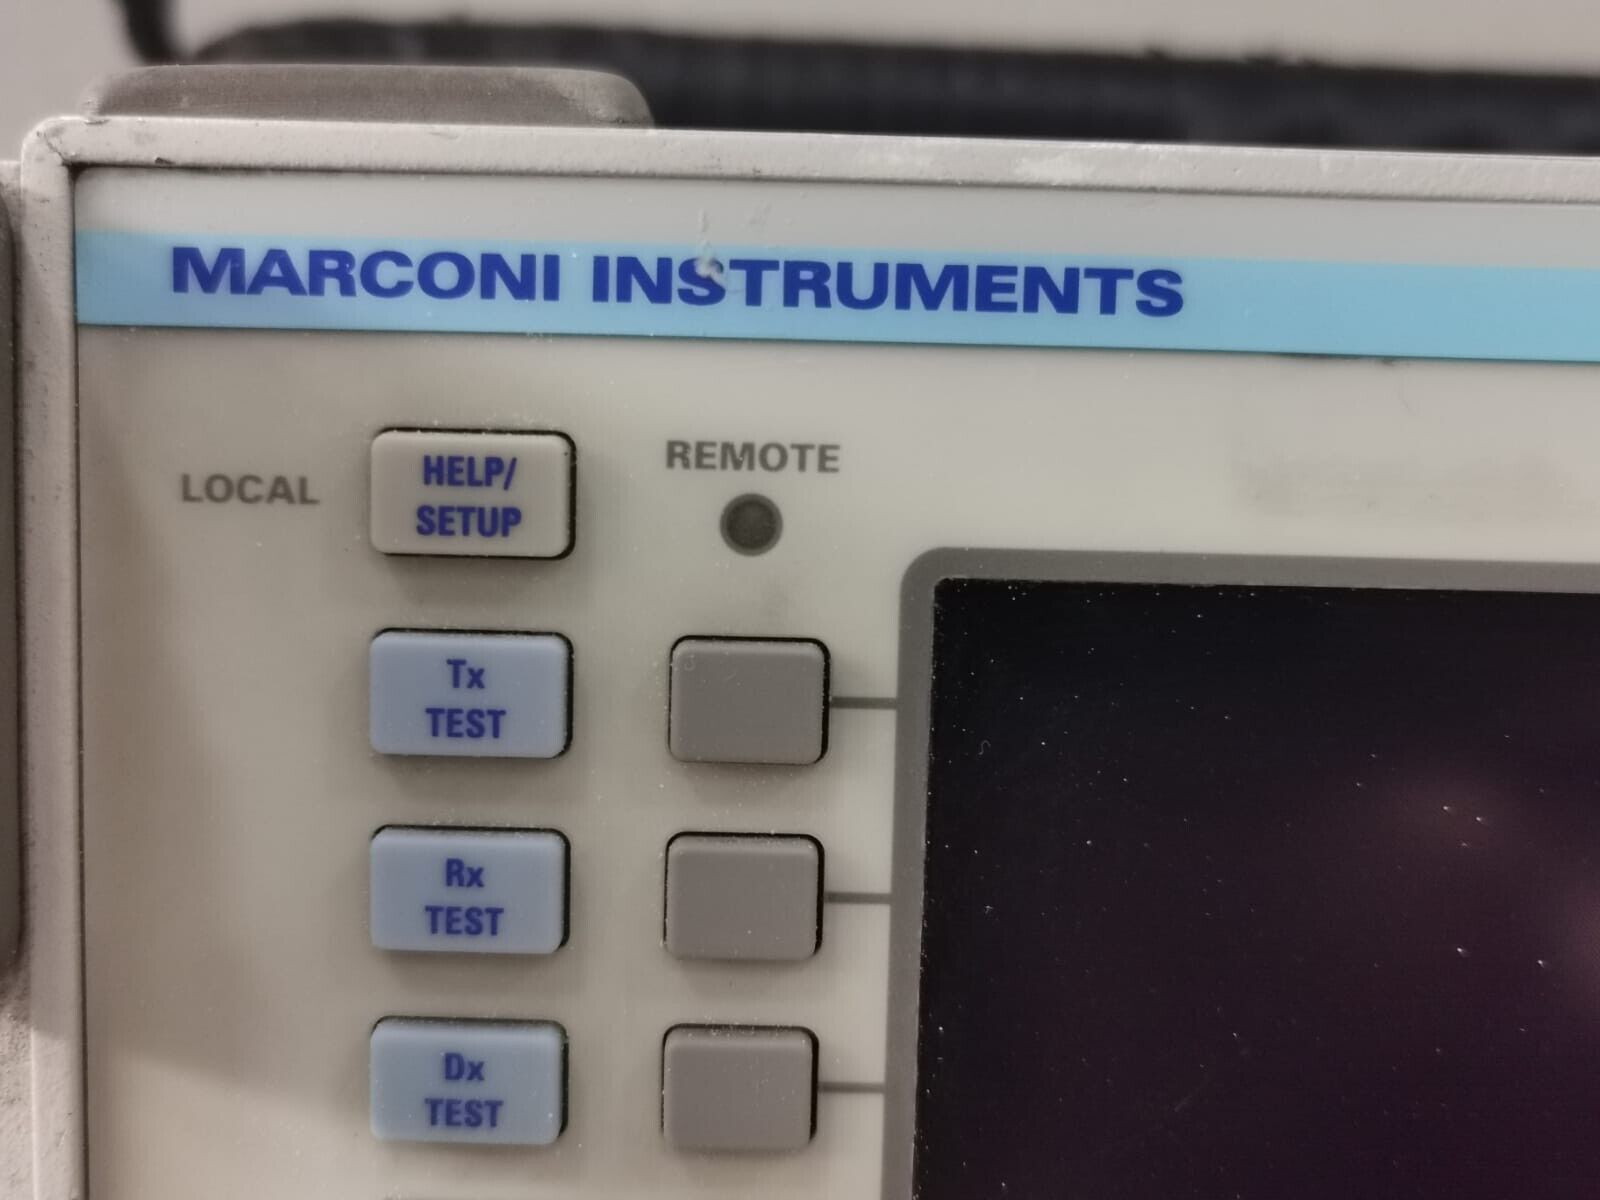 MARCONI INSTRUMENTS
LOCAL
HELP/
SETUP
REMOTE
Tx
TEST
Rx
TEST
Dx
TEST